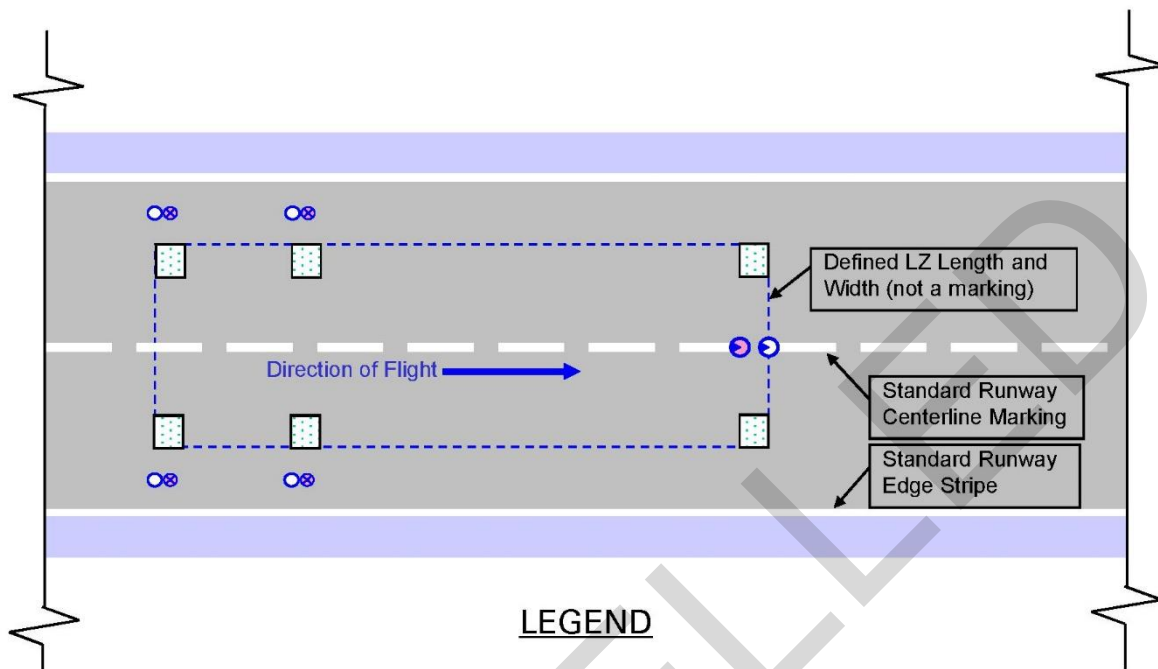 Defined LZ Length and
Width (not a marking)
Direction of Flight
Standard Runway
Centerline Marking
Standard Runway
Edge Stripe
LEGEND